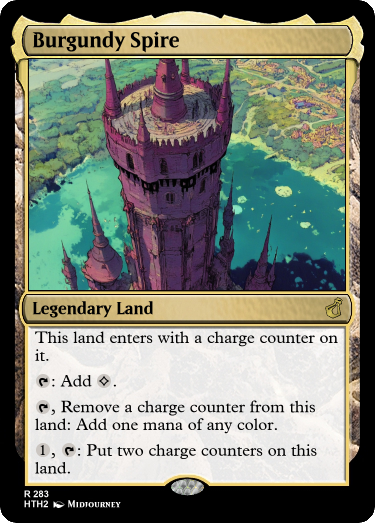 Burgundy Spire
Legendary Land
This land enters with a charge counter on
it.
: Add .
, Remove a charge counter from this
land: Add one mana of any color.
1, : Put two charge counters on this
land.
R 283
HTH2 Midjourney